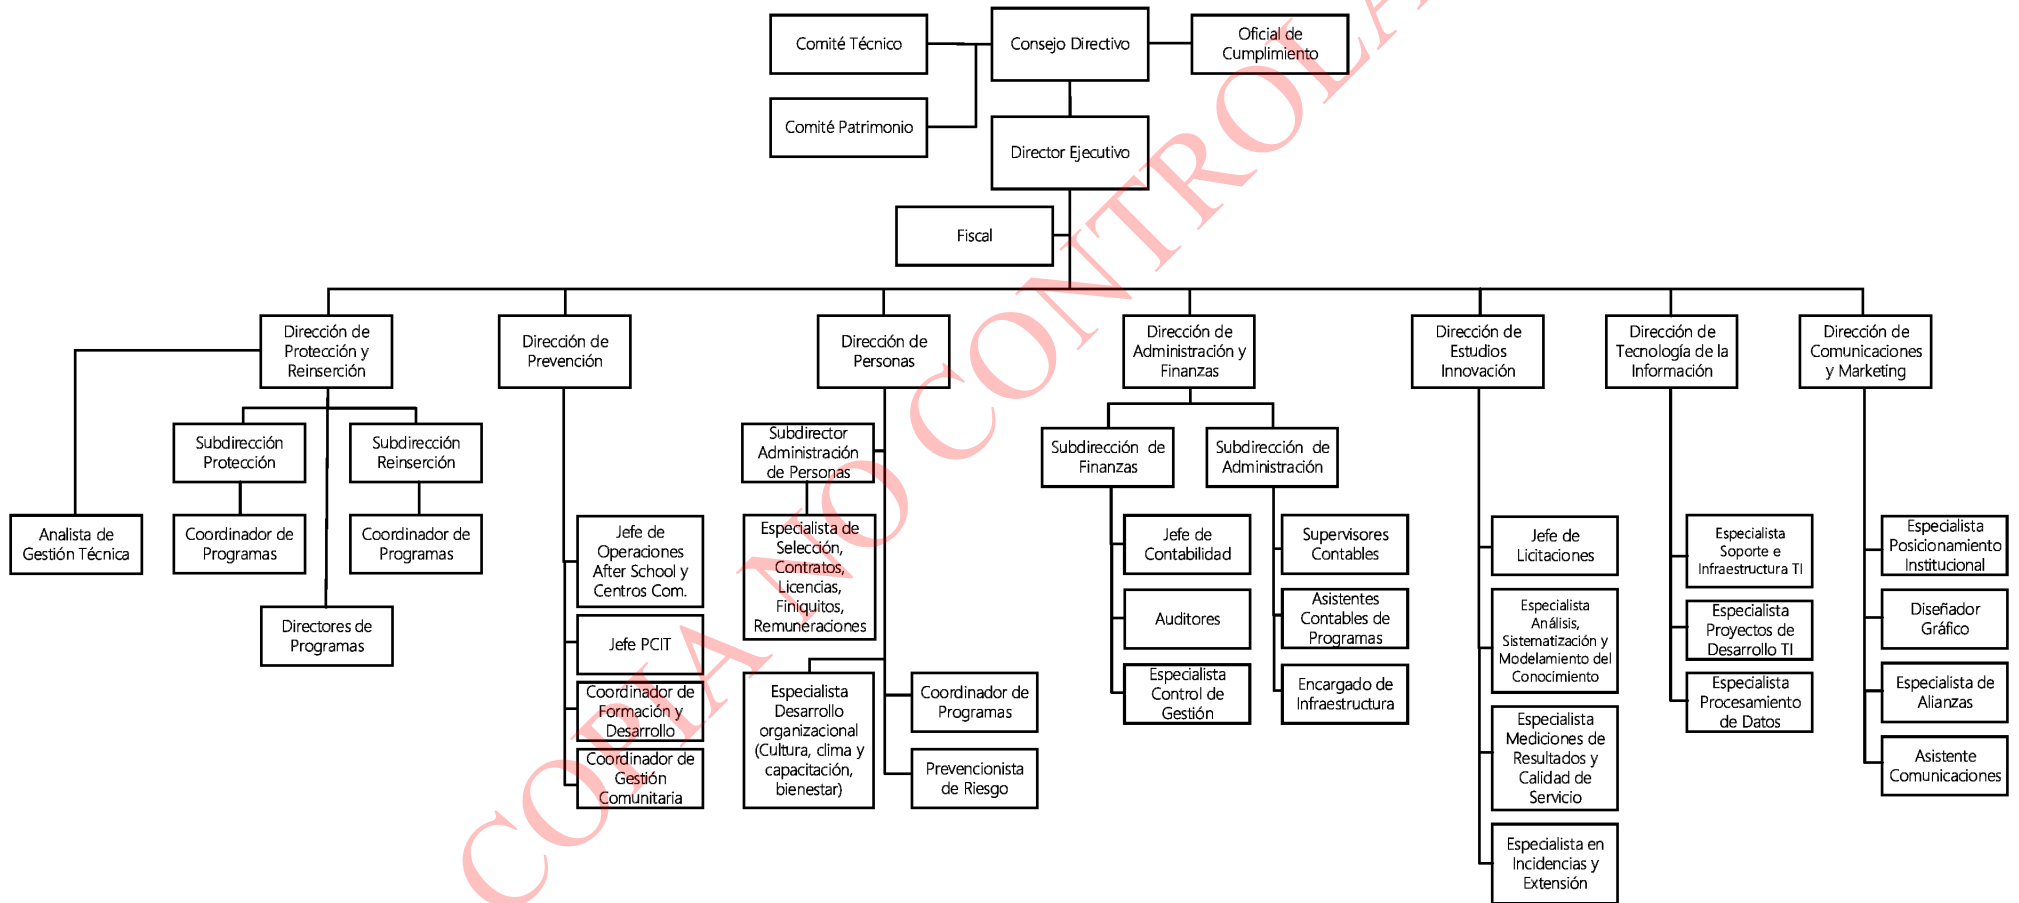 Comité Técnico
Consejo Directivo
Oficial de
Cumplimiento
Comité Patrimonio
Director Ejecutivo
Fiscal
Dirección de
Protección y
Reinserción
Dirección de
Prevención
Dirección de
Personas
Dirección de
Administración y
Finanzas
Dirección de
Estudios
Innovación
Dirección de
Tecnología de la
Información
Dirección de
Comunicaciones
y Marketing
Subdirección
Protección
Subdirección
Reinserción
Analista de
Gestión Técnica
Coordinador de
Programas
Coordinador de
Programas
Directores de
Programas
Jefe de
Operaciones
After School y
Centros Com.
Jefe PCIT
Coordinador de
Formación y
Desarrollo
Coordinador de
Gestión
Comunitaria
Subdirector
Administración
de Personas
Especialista de
Selección,
Contratos,
Licencias,
Finiquitos,
Remuneraciones
Especialista
Desarrollo
organizacional
(Cultura, clima y
capacitación,
bienestar)
Coordinador de
Programas
Prevencionista
de Riesgo
Subdirección de
Finanzas
Subdirección de
Administración
Jefe de
Contabilidad
Auditores
Especialista
Control de
Gestión
Supervisores
Contables
Asistentes
Contables de
Programas
Encargado de
Infraestructura
Jefe de
Licitaciones
Especialista
Análisis,
Sistematización y
Modelamiento del
Conocimiento
Especialista
Mediciones de
Resultados y
Calidad de
Servicio
Especialista en
Incidencias y
Extensión
Especialista
Soporte e
Infraestructura TI
Especialista
Proyectos de
Desarrollo TI
Especialista
Procesamiento
de Datos
Especialista
Posicionamiento
Institucional
Diseñador
Gráfico
Especialista de
Alianzas
Asistente
Comunicaciones
COPIA NO CONTROLA